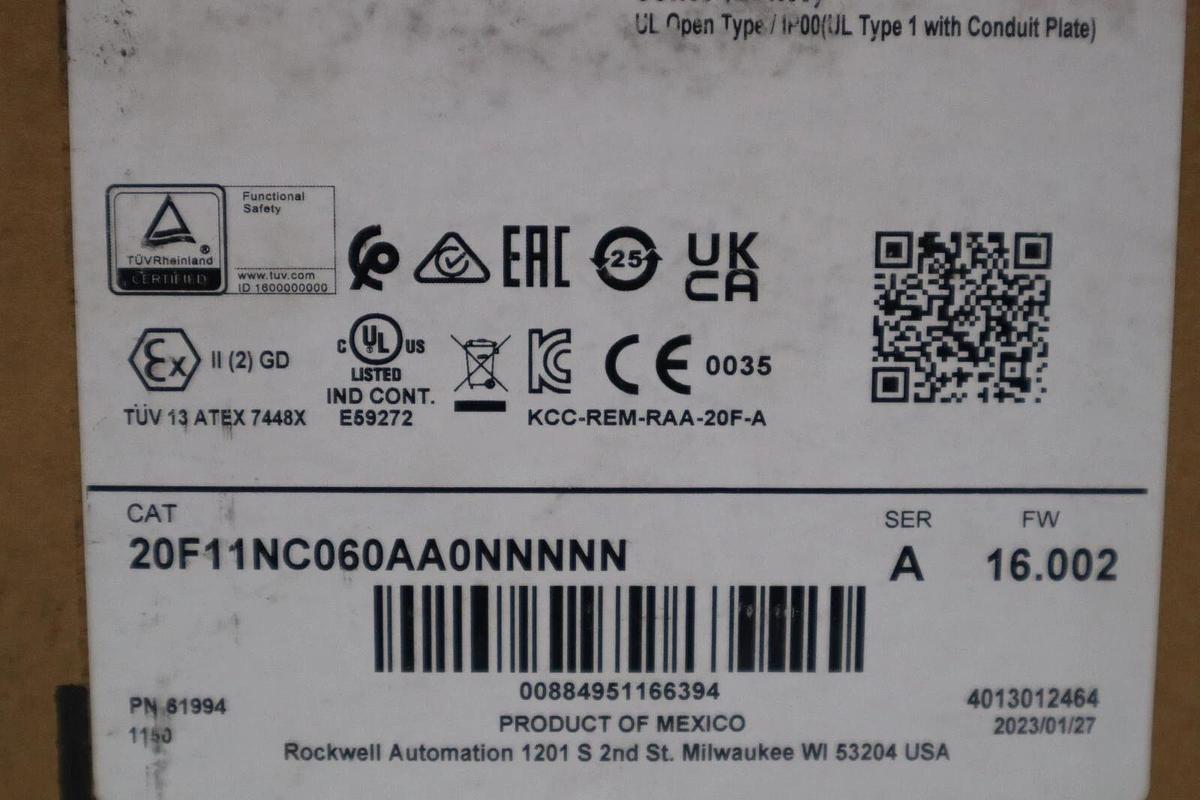 UL Open Type / IP00(UL Type 1 with Conduit Plate)
Functional
Safety
TÜVRheinland
CERTIFIED
www.tuv.com
ID 1600000000
EAC
25
UK
CA
Ex
II (2) GD
TÜV 13 ATEX 7448X
C UL US
LISTED
IND CONT.
E59272
KC
CE 0035
KCC-REM-RAA-20F-A
CAT
20F11NC060AA0NNNNN
SER
A
FW
16.002
00884951166394
PN 61994
1150
PRODUCT OF MEXICO
4013012464
2023/01/27
Rockwell Automation 1201 S 2nd St. Milwaukee WI 53204 USA